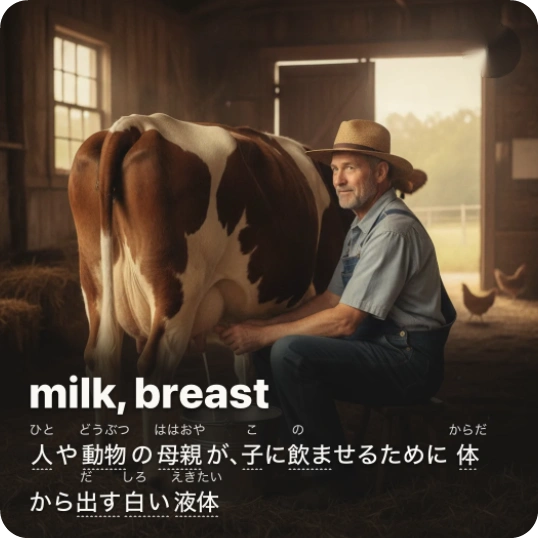 milk, breast
ひと どうぶつ ははおや こ の からだ
人や動物の母親が、子に飲ませるために 体
だ しろ えきたい
から出す白い液体